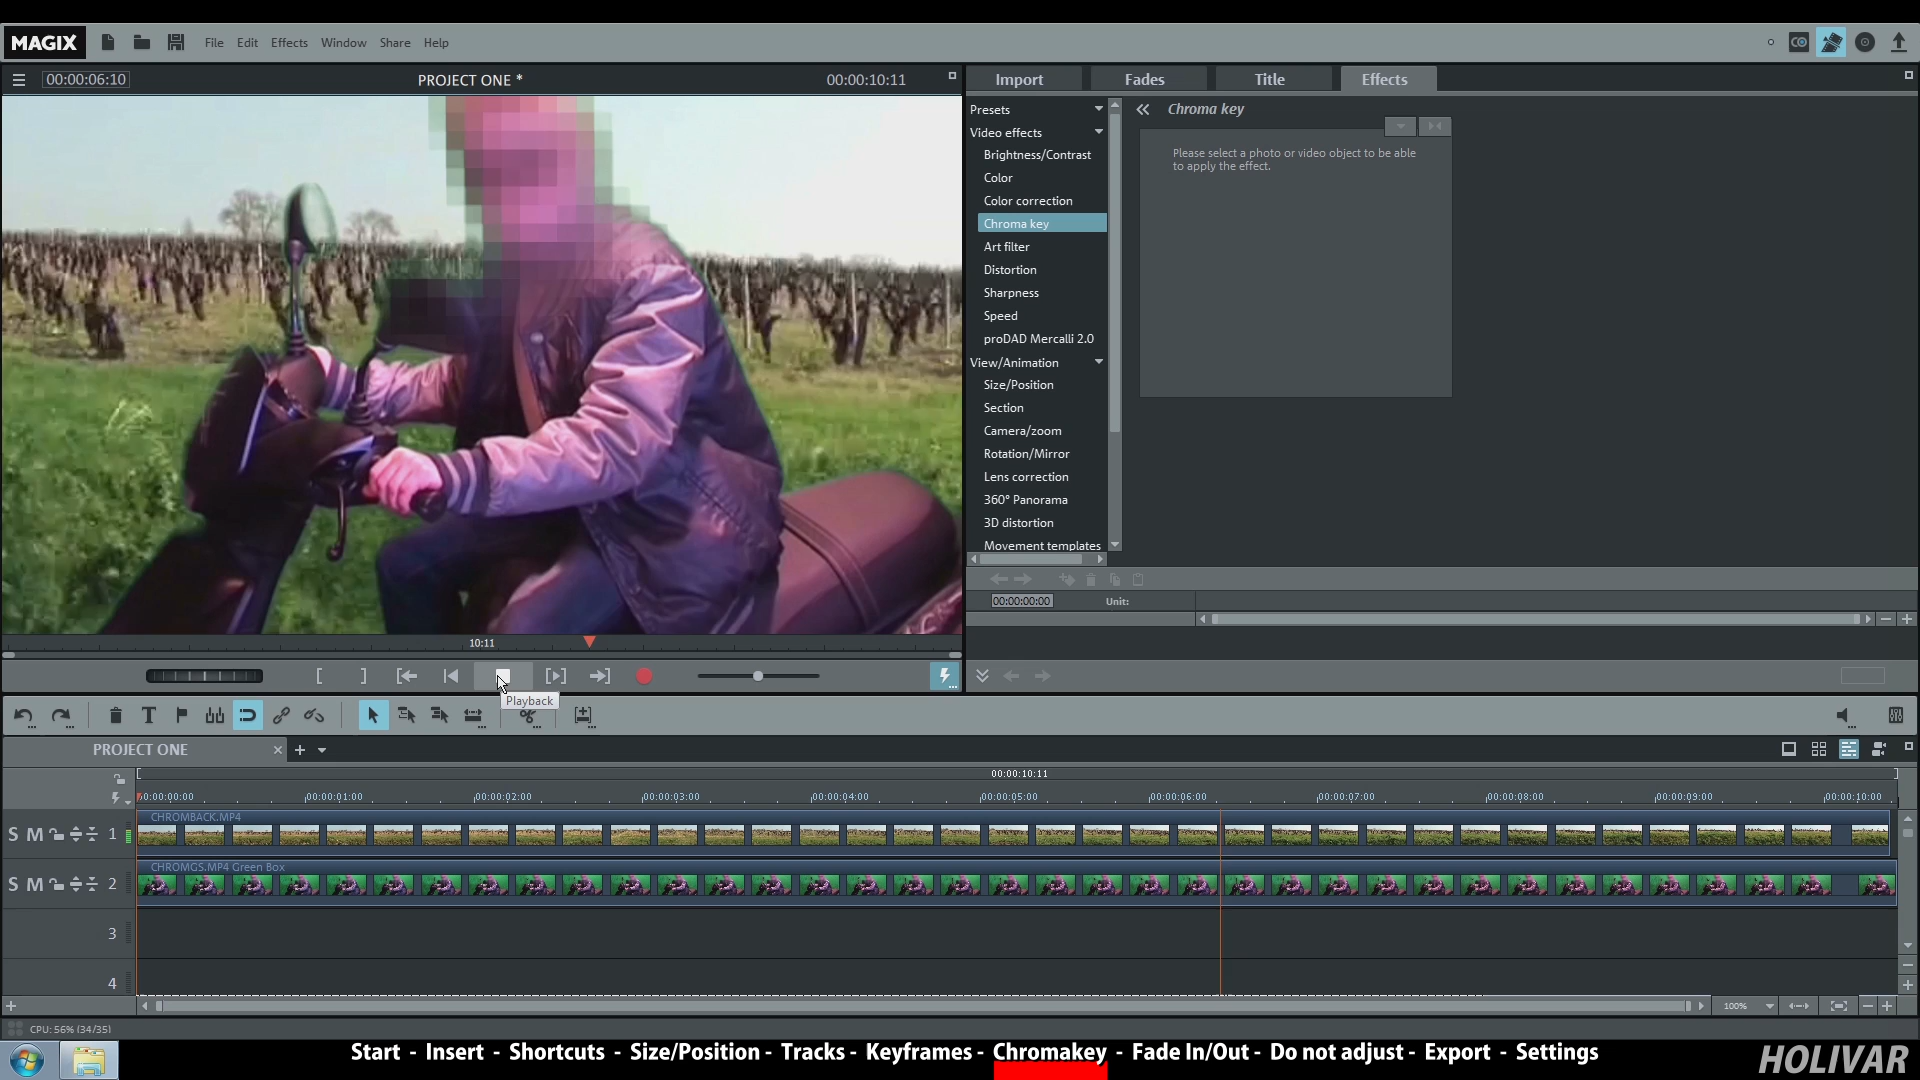 MAGIX File Edit Effects Window Share Help
00:00:06:10 PROJECT ONE * 00:00:10:11
Import Fades Title Effects
Presets
Video effects
Brightness/Contrast
Color
Color correction
Chroma key
Art filter
Distortion
Sharpness
Speed
proDAD Mercalli 2.0
View/Animation
Size/Position
Section
Camera/zoom
Rotation/Mirror
Lens correction
360° Panorama
3D distortion
Movement templates
Chroma key
Please select a photo or video object to be able
to apply the effect.
00:00:00:00 Unit:
10:11
Playback
PROJECT ONE
00:00:10:11
00:00:00:00 00:00:01:00 00:00:02:00 00:00:03:00 00:00:04:00 00:00:05:00 00:00:06:00 00:00:07:00 00:00:08:00 00:00:09:00 00:00:10:00
CHROMBACK.MP4
S M 1
CHROMGS.MP4 Green Box
S M 2
3
4
100%
CPU: 56% (34/35)
Start - Insert - Shortcuts - Size/Position - Tracks - Keyframes - Chromakey - Fade In/Out - Do not adjust - Export - Settings
HOLIVAR